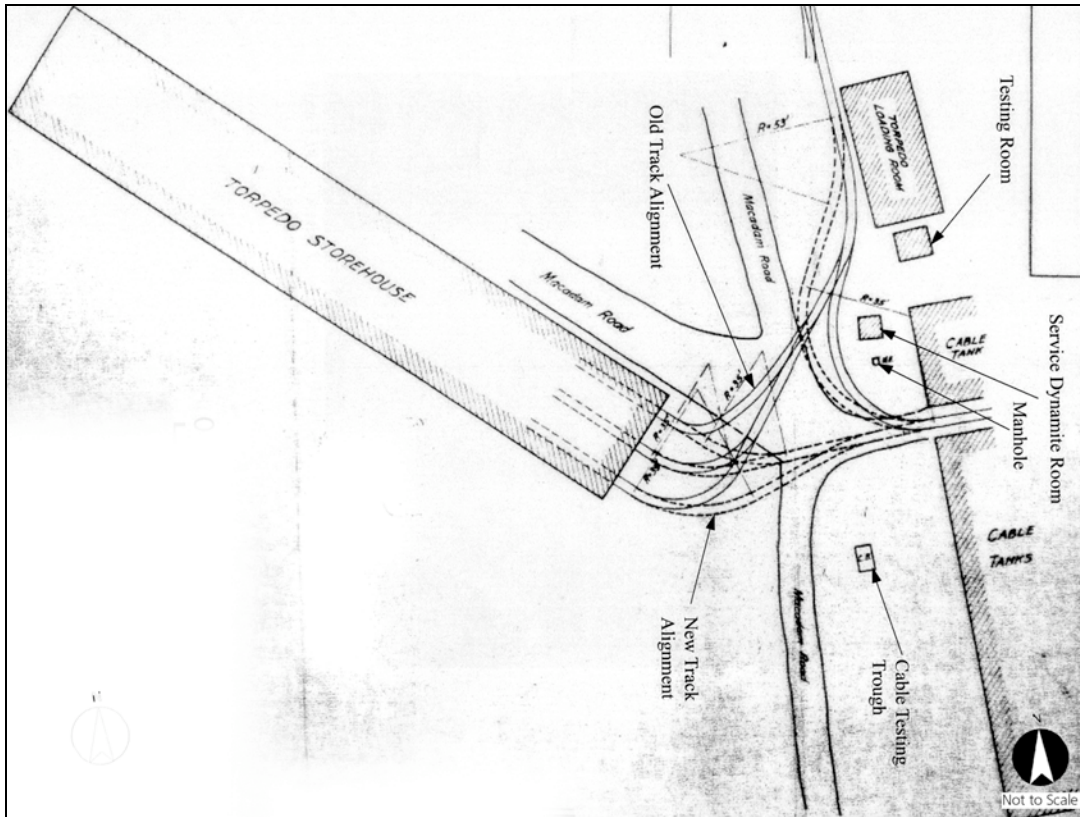 Testing Room
TORPEDO
LOADING ROOM
Old Track Alignment
R=53'
Macadam Road
TORPEDO STOREHOUSE
Macadam Road
R=35'
CABLE
TANK
Service Dynamite Room
Manhole
R=35'
CABLE
TANKS
New Track
Alignment
Macadam Road
Cable Testing
Trough
Not to Scale